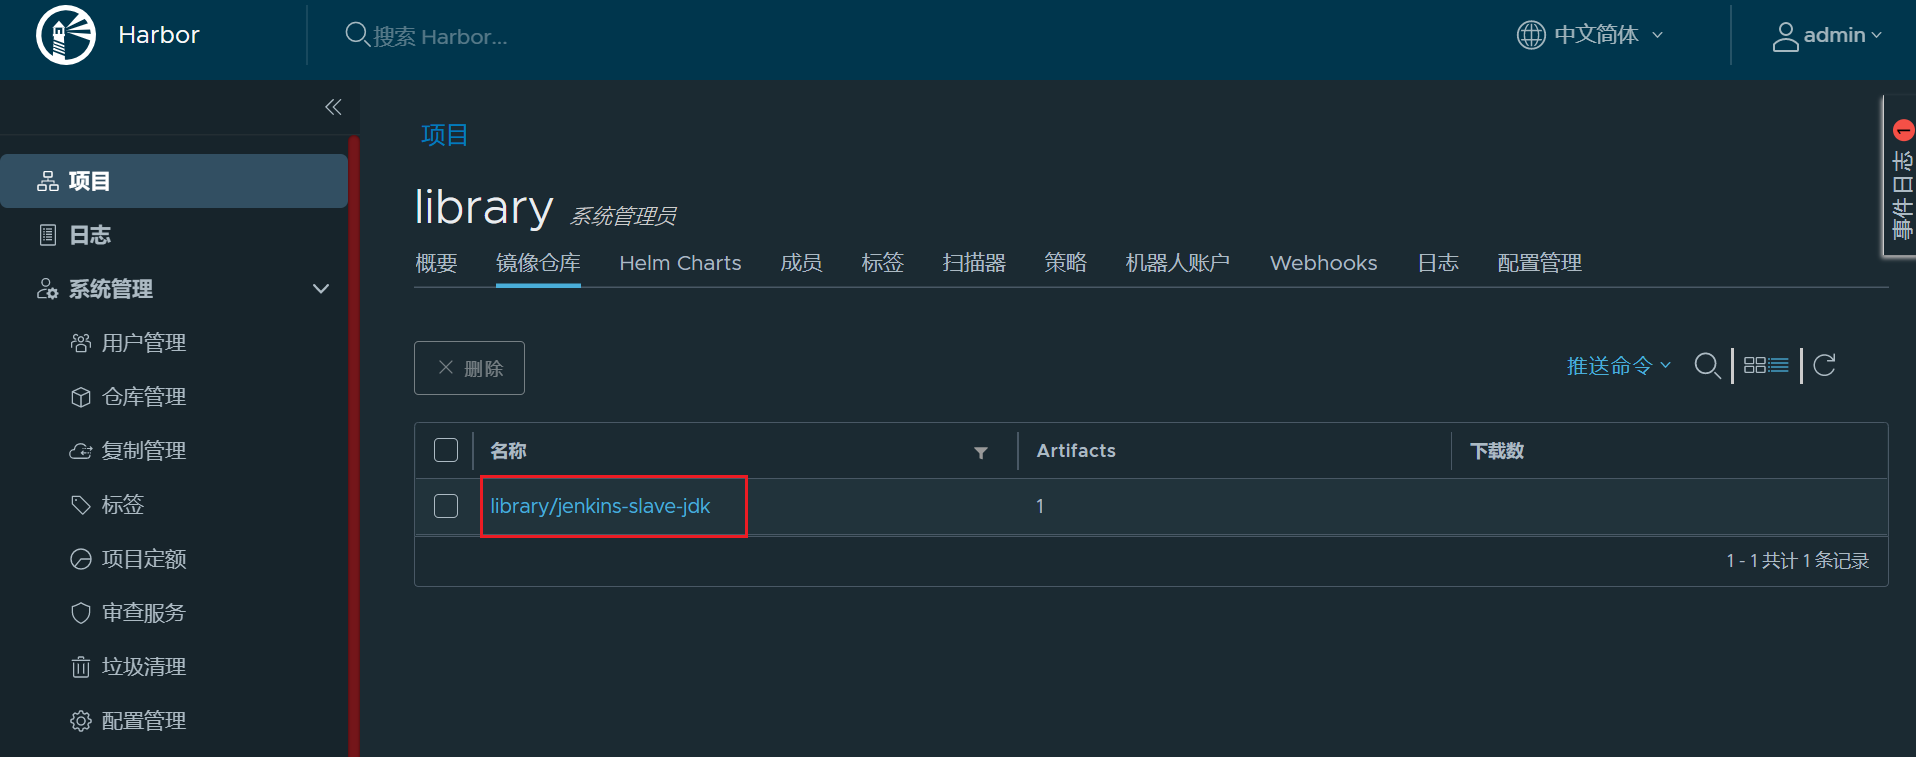 Harbor
搜索 Harbor...
中文简体
admin
项目
日志
系统管理
用户管理
仓库管理
复制管理
标签
项目定额
审查服务
垃圾清理
配置管理
项目
library 系统管理员
概要 镜像仓库 Helm Charts 成员 标签 扫描器 策略 机器人账户 Webhooks 日志 配置管理
删除
推送命令
名称 Artifacts 下载数
library/jenkins-slave-jdk 1
1 - 1 共计 1 条记录
事件日志 1